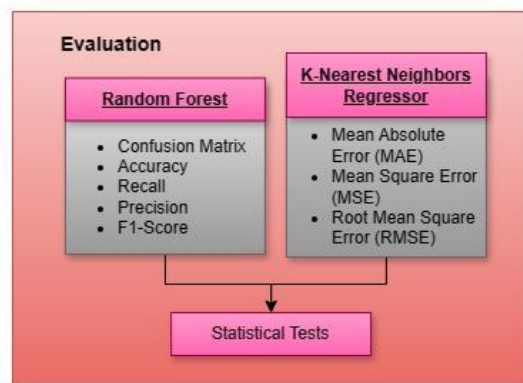 Evaluation
Random Forest
• Confusion Matrix
• Accuracy
• Recall
• Precision
• F1-Score
K-Nearest Neighbors
Regressor
• Mean Absolute
Error (MAE)
• Mean Square Error
(MSE)
• Root Mean Square
Error (RMSE)
Statistical Tests